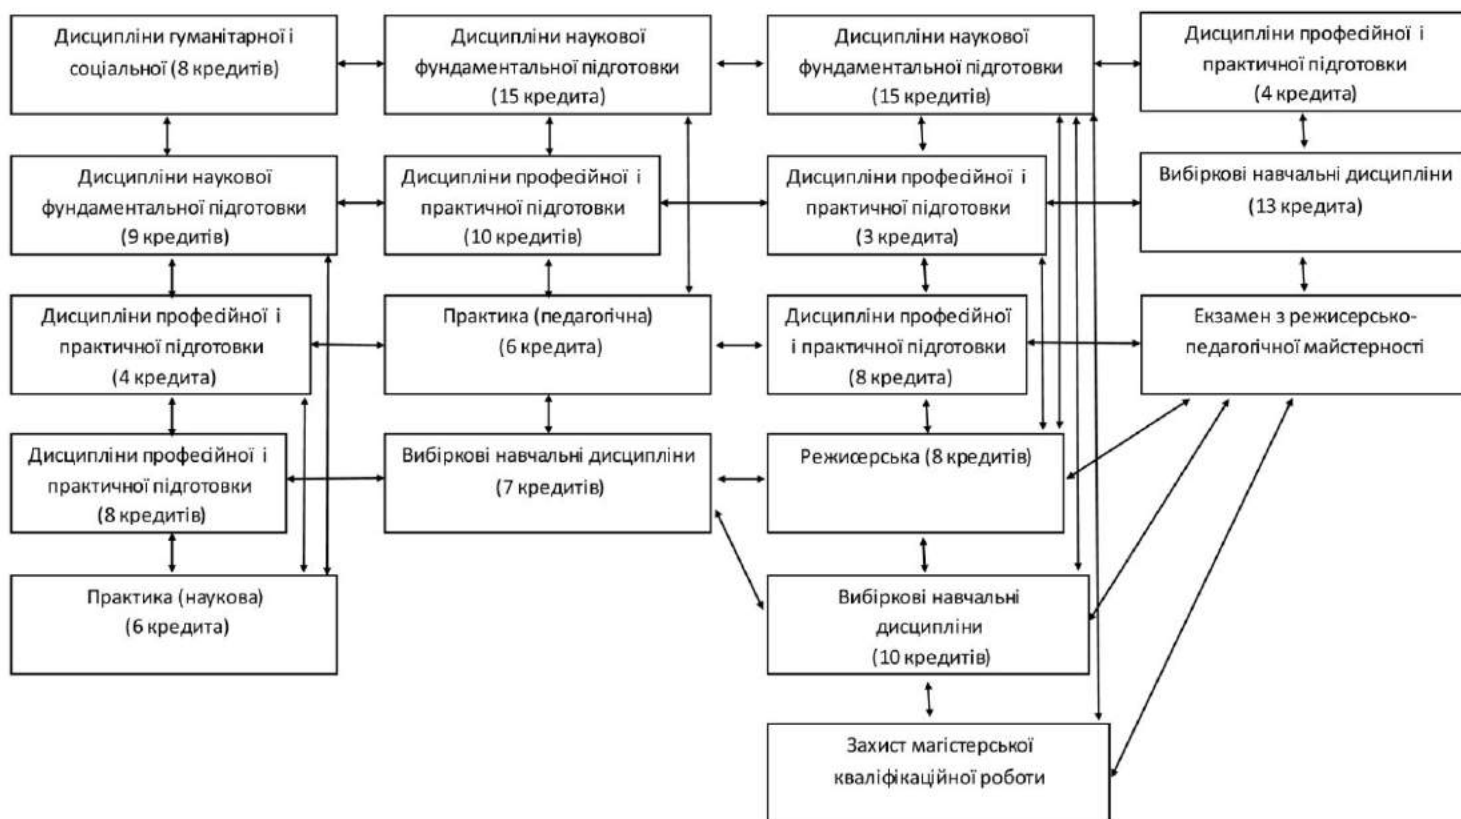 Дисципліни гуманітарної і
соціальної (8 кредитів)
Дисципліни наукової
фундаментальної підготовки
(9 кредитів)
Дисципліни професійної і
практичної підготовки
(4 кредита)
Дисципліни професійної і
практичної підготовки
(8 кредитів)
Практика (наукова)
(6 кредита)
Дисципліни наукової
фундаментальної підготовки
(15 кредита)
Дисципліни професійної і
практичної підготовки
(10 кредитів)
Практика (педагогічна)
(6 кредита)
Вибіркові навчальні дисципліни
(7 кредитів)
Дисципліни наукової
фундаментальної підготовки
(15 кредитів)
Дисципліни професійної і
практичної підготовки
(3 кредита)
Дисципліни професійної
і практичної підготовки
(8 кредита)
Режисерська (8 кредитів)
Вибіркові навчальні
дисципліни
(10 кредитів)
Захист магістерської
кваліфікаційної роботи
Дисципліни професійної і
практичної підготовки
(4 кредита)
Вибіркові навчальні дисципліни
(13 кредита)
Екзамен з режисерсько-
педагогічної майстерності